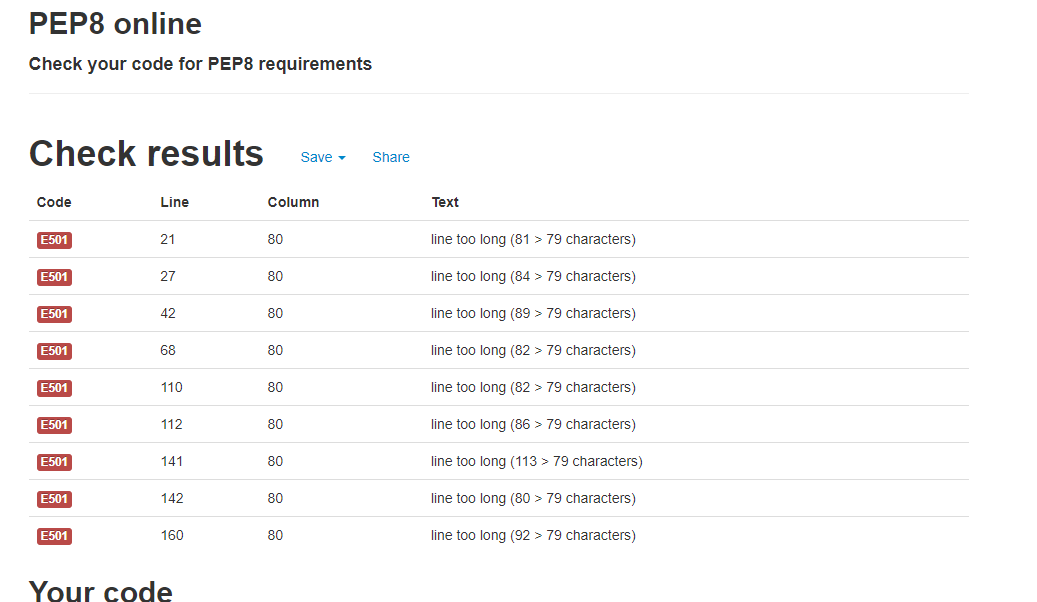 PEP8 online
Check your code for PEP8 requirements
Check results Save Share
Code Line Column Text
E501 21 80 line too long (81 > 79 characters)
E501 27 80 line too long (84 > 79 characters)
E501 42 80 line too long (89 > 79 characters)
E501 68 80 line too long (82 > 79 characters)
E501 110 80 line too long (82 > 79 characters)
E501 112 80 line too long (86 > 79 characters)
E501 141 80 line too long (113 > 79 characters)
E501 142 80 line too long (80 > 79 characters)
E501 160 80 line too long (92 > 79 characters)
Your code